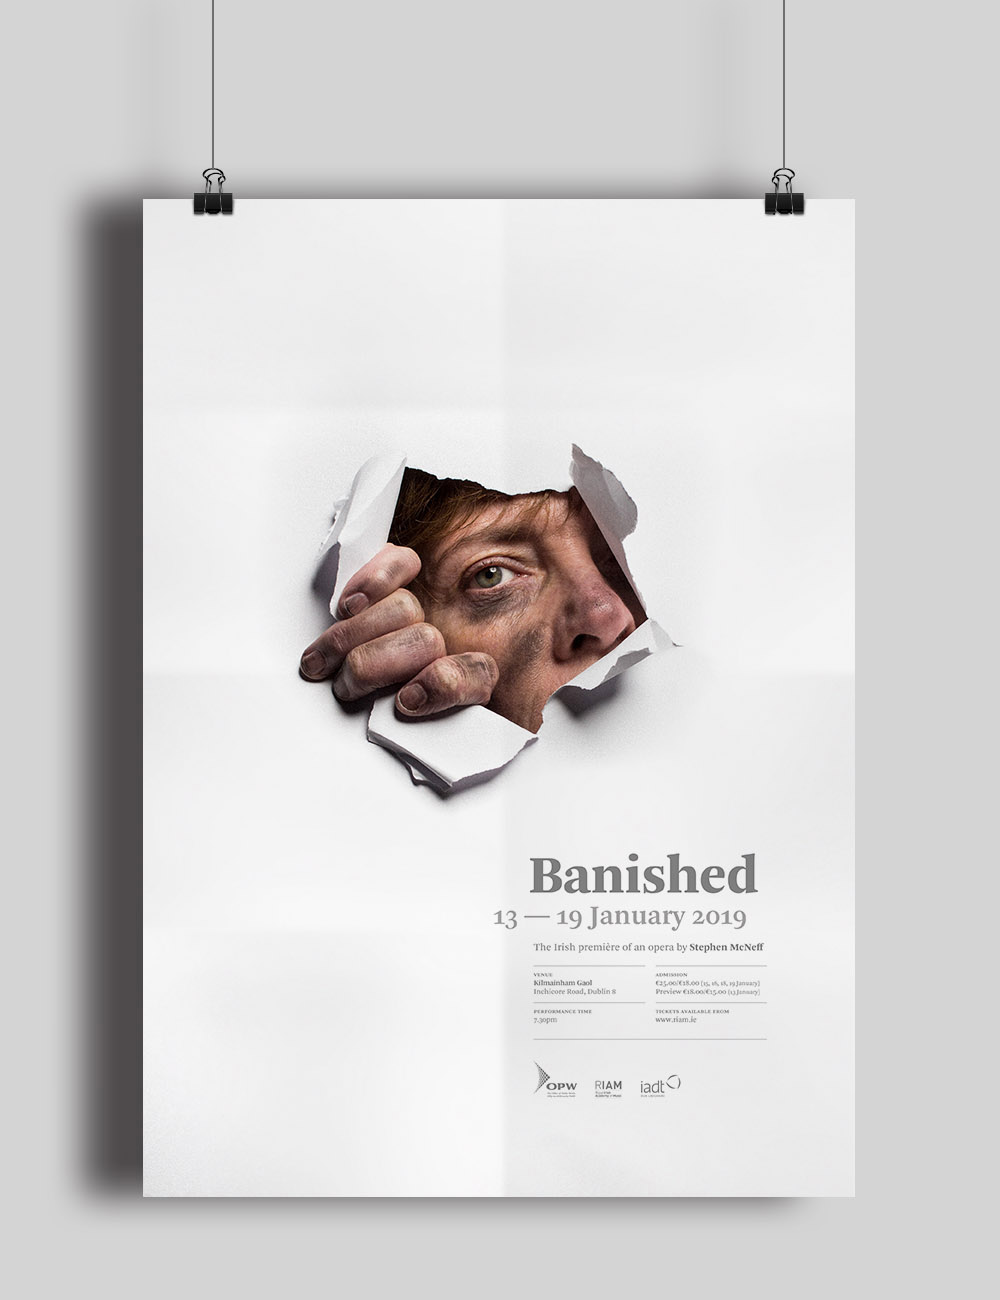 Banished
13 — 19 January 2019
The Irish première of an opera by Stephen McNeff
VENUE
Kilmainham Gaol
Inchicore Road, Dublin 8
ADMISSION
€25.00/€18.00 [15, 16, 18, 19 January]
Preview €18.00/€15.00 [13 January]
PERFORMANCE TIME
7.30pm
TICKETS AVAILABLE FROM
www.riam.ie
OPW
RIAM
iadt